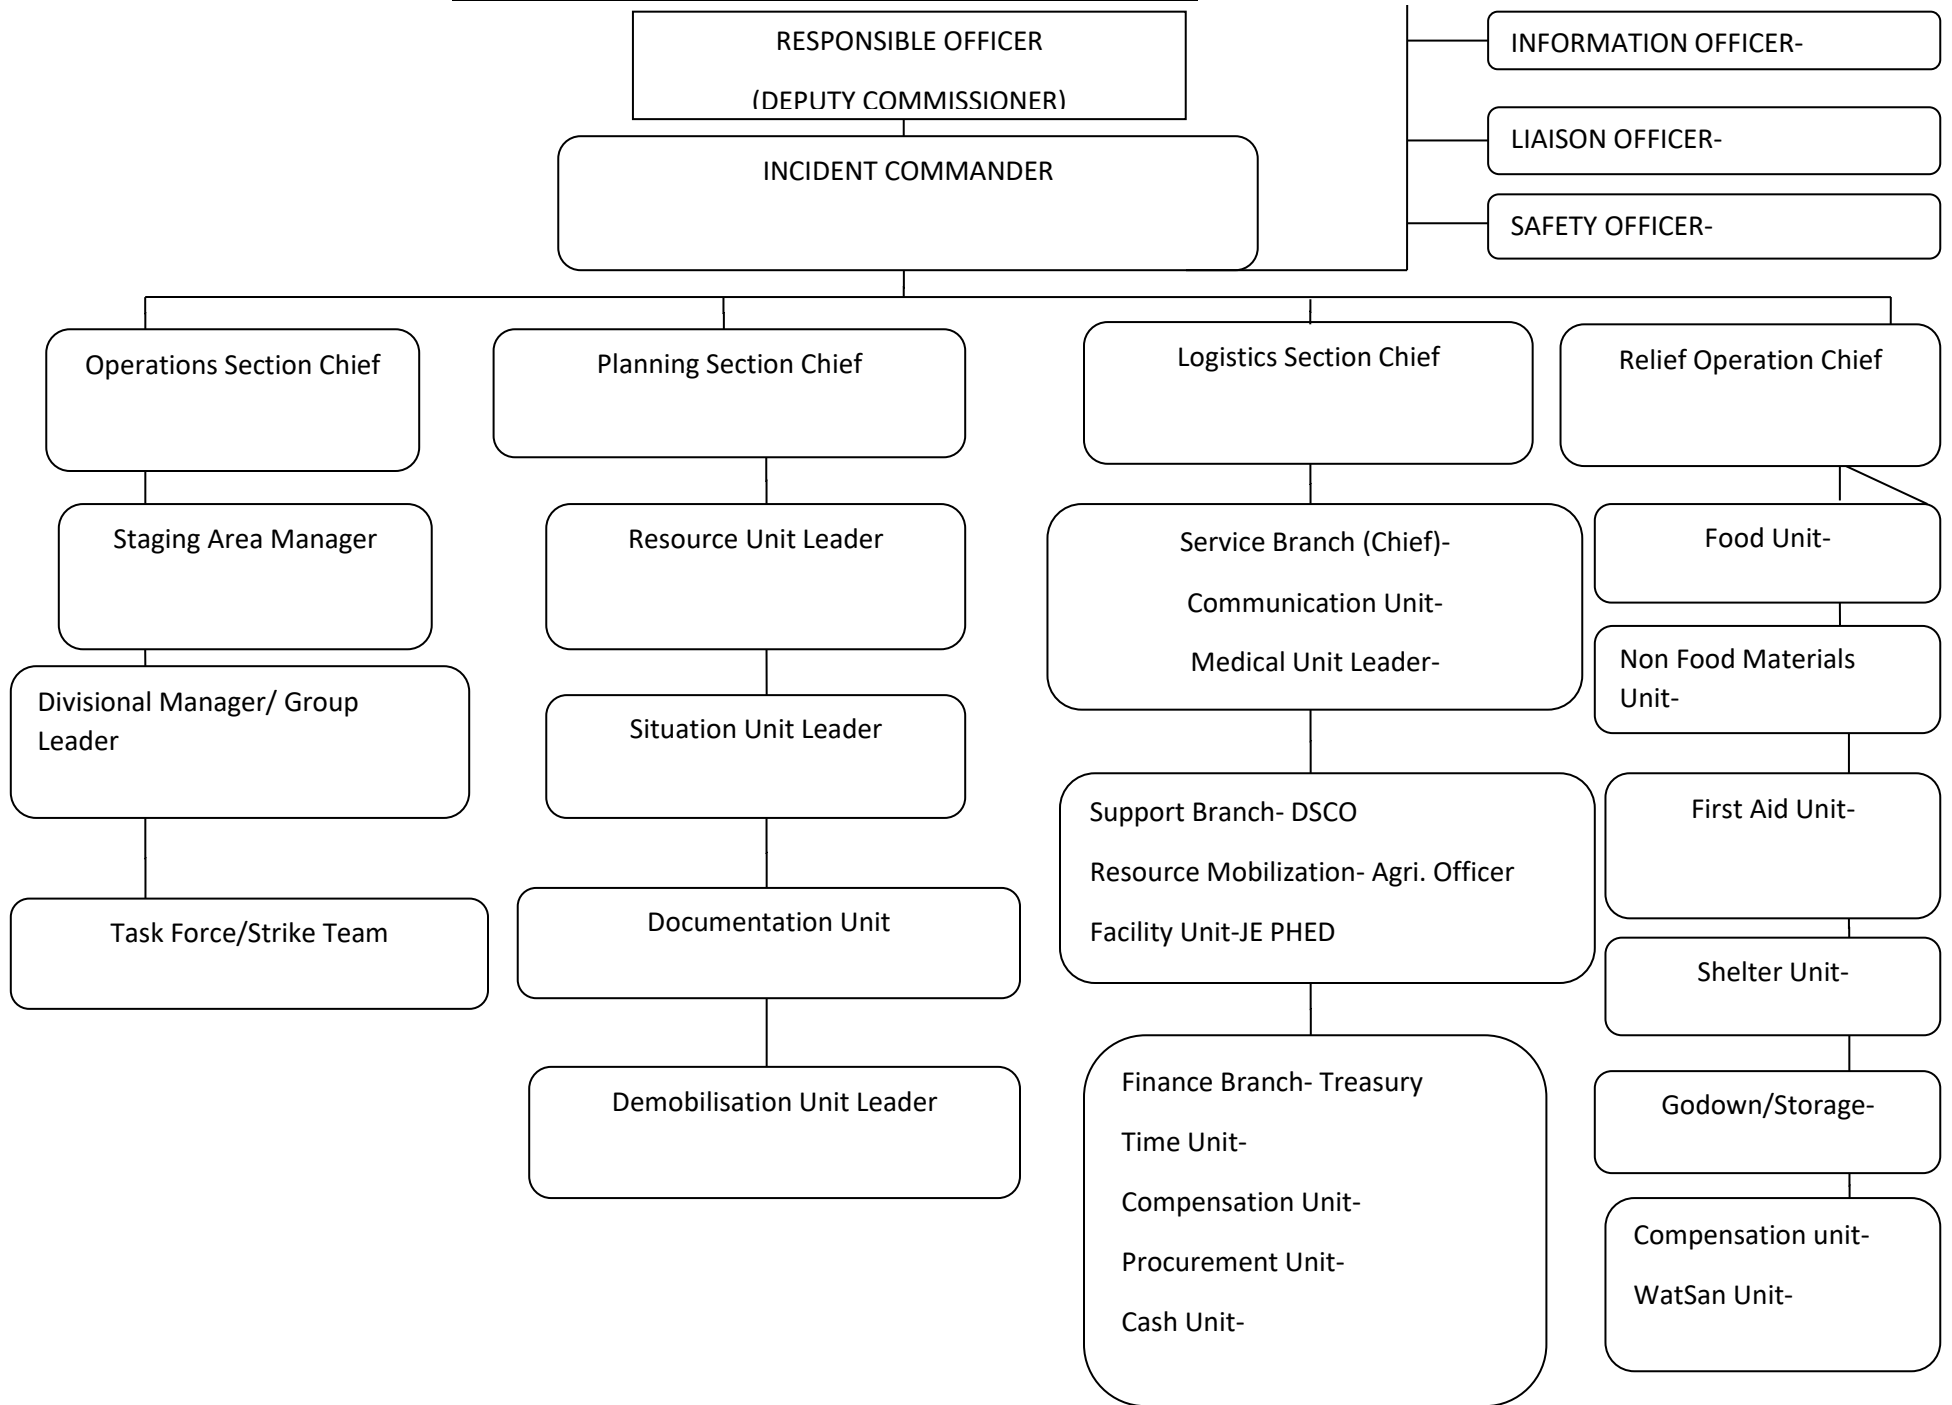 RESPONSIBLE OFFICER
(DEPUTY COMMISSIONER)
INFORMATION OFFICER-
LIAISON OFFICER-
SAFETY OFFICER-
INCIDENT COMMANDER
Operations Section Chief
Staging Area Manager
Divisional Manager/ Group
Leader
Task Force/Strike Team
Planning Section Chief
Resource Unit Leader
Situation Unit Leader
Documentation Unit
Demobilisation Unit Leader
Logistics Section Chief
Service Branch (Chief)-
Communication Unit-
Medical Unit Leader-
Support Branch- DSCO
Resource Mobilization- Agri. Officer
Facility Unit-JE PHED
Finance Branch- Treasury
Time Unit-
Compensation Unit-
Procurement Unit-
Cash Unit-
Relief Operation Chief
Food Unit-
Non Food Materials
Unit-
First Aid Unit-
Shelter Unit-
Godown/Storage-
Compensation unit-
WatSan Unit-